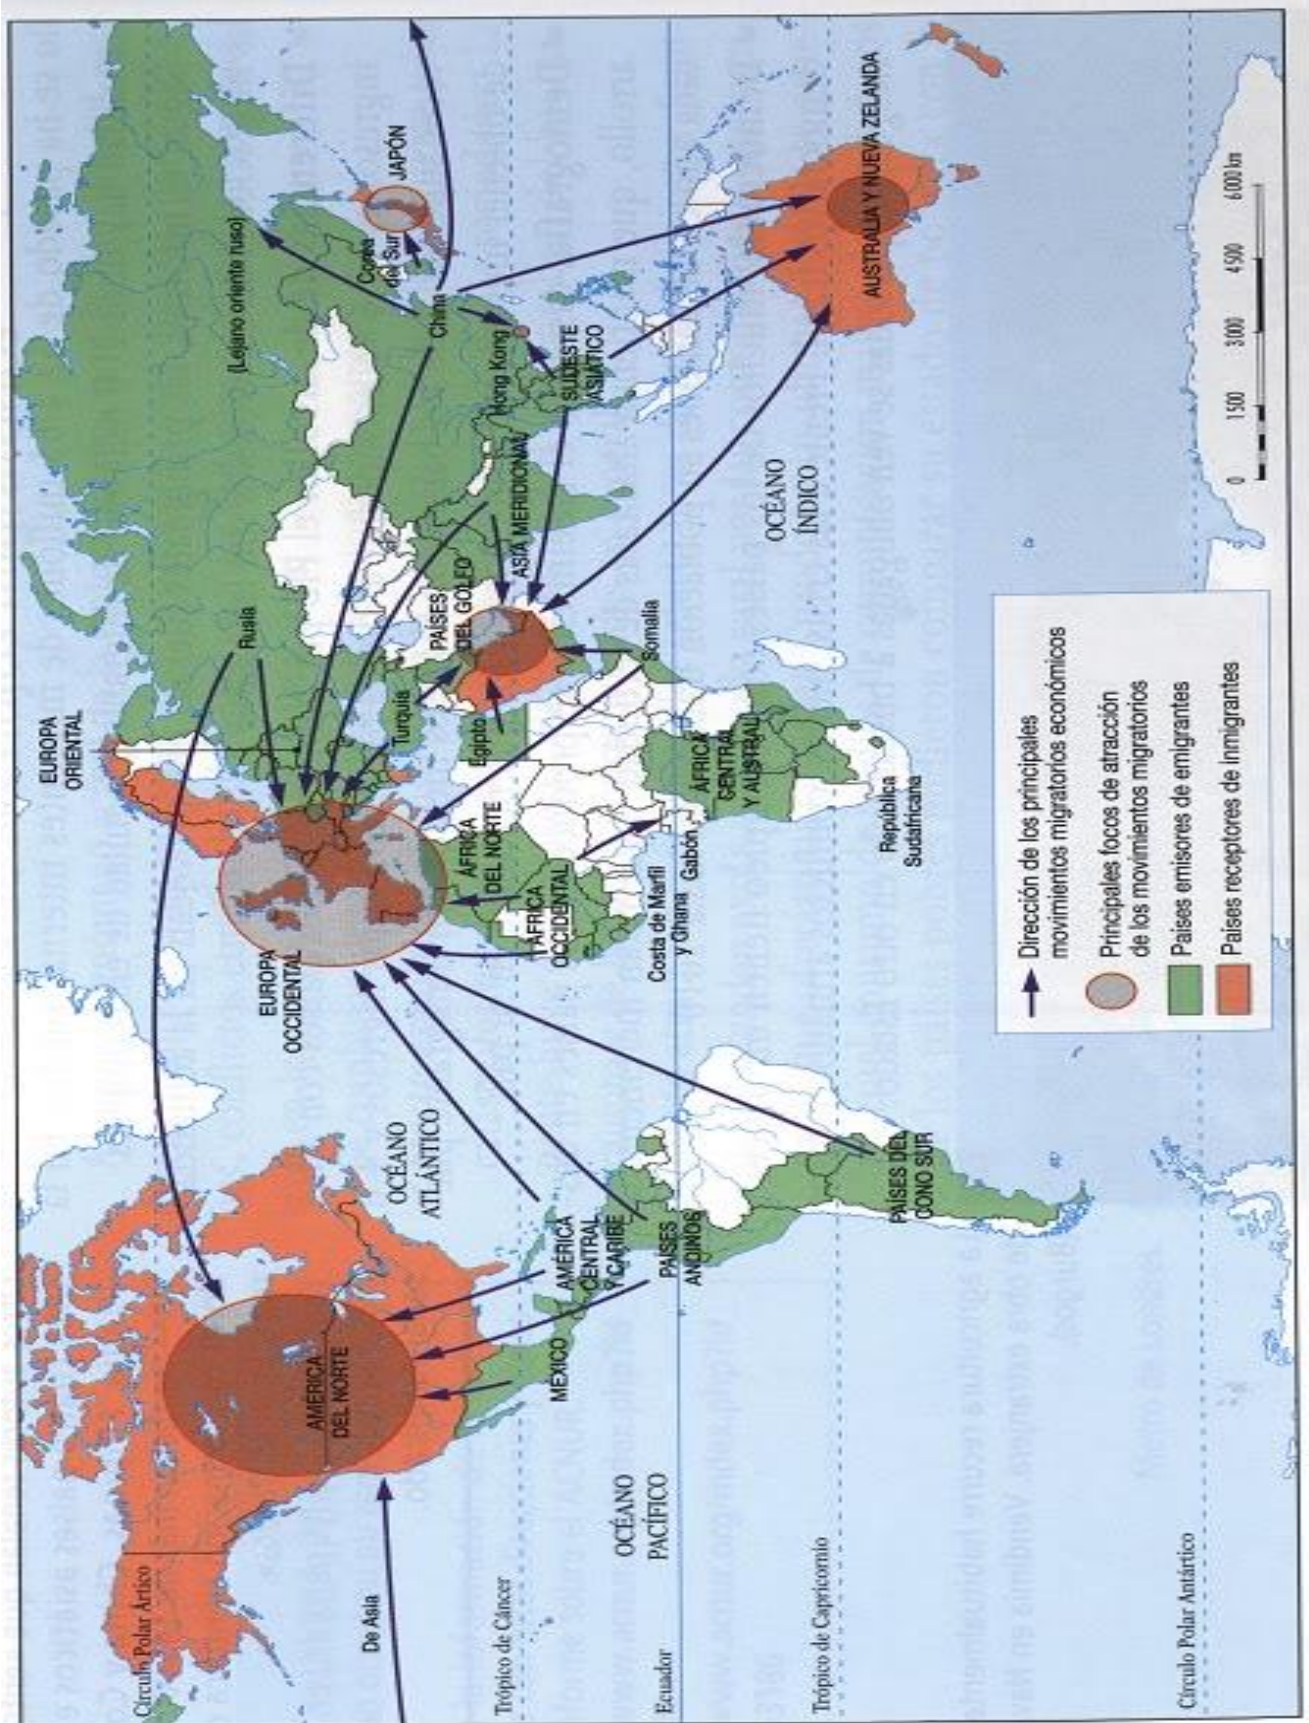 Círculo Polar Ártico
EUROPA
ORIENTAL
Rusia
(Lejano oriente ruso)
JAPÓN
Corea
del Sur
China
Hong Kong
SUDESTE
ASIÁTICO
ASIA MERIDIONAL
PAÍSES
DEL GOLFO
Turquía
Egipto
Somalia
EUROPA
OCCIDENTAL
ÁFRICA
DEL NORTE
ÁFRICA
OCCIDENTAL
ÁFRICA
CENTRAL
Y AUSTRAL
Costa de Marfil
y Ghana
Gabón
República
Sudafricana
AMÉRICA
DEL NORTE
De Asia
OCÉANO
ATLÁNTICO
Trópico de Cáncer
MÉXICO
AMÉRICA
CENTRAL
Y CARIBE
PAÍSES
ANDINOS
OCÉANO
PACÍFICO
Ecuador
OCÉANO
ÍNDICO
PAÍSES DEL
CONO SUR
Trópico de Capricornio
AUSTRALIA Y NUEVA ZELANDA
Círculo Polar Antártico
Dirección de los principales
movimientos migratorios económicos
Principales focos de atracción
de los movimientos migratorios
Países emisores de emigrantes
Países receptores de inmigrantes
0 1500 3000 4500 6000 km